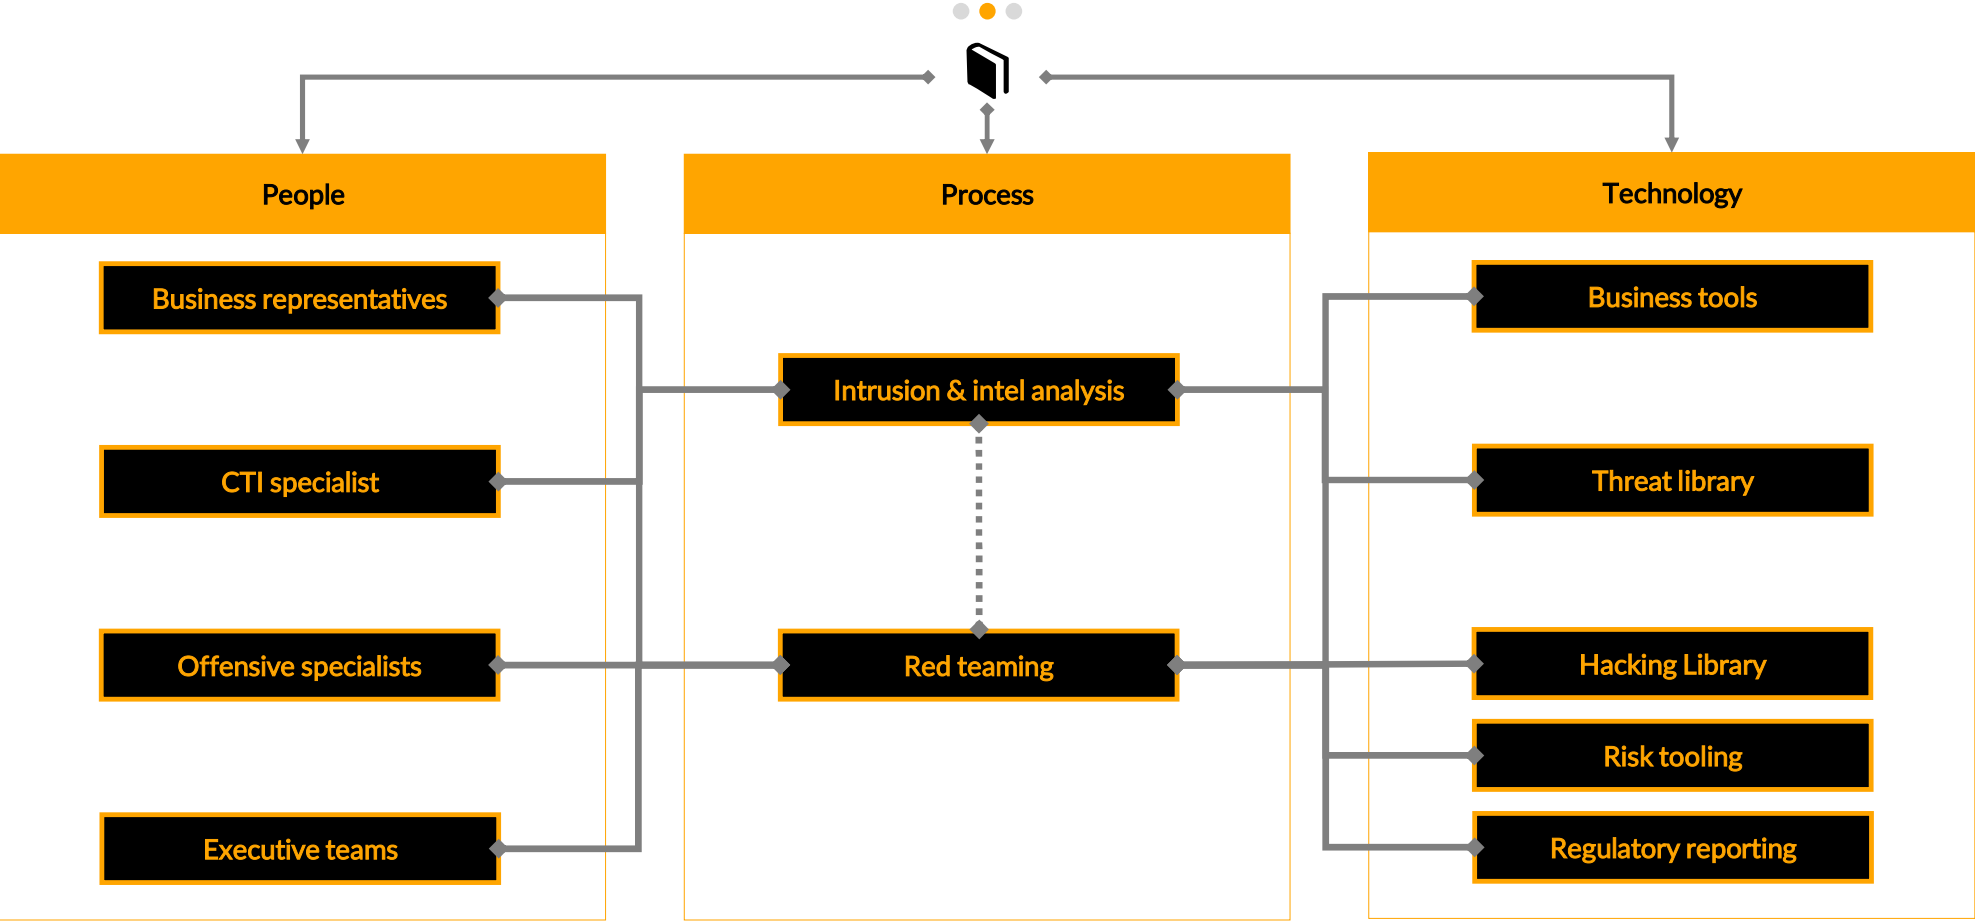 People
Process
Technology
Business representatives
CTI specialist
Offensive specialists
Executive teams
Intrusion & intel analysis
Red teaming
Business tools
Threat library
Hacking Library
Risk tooling
Regulatory reporting